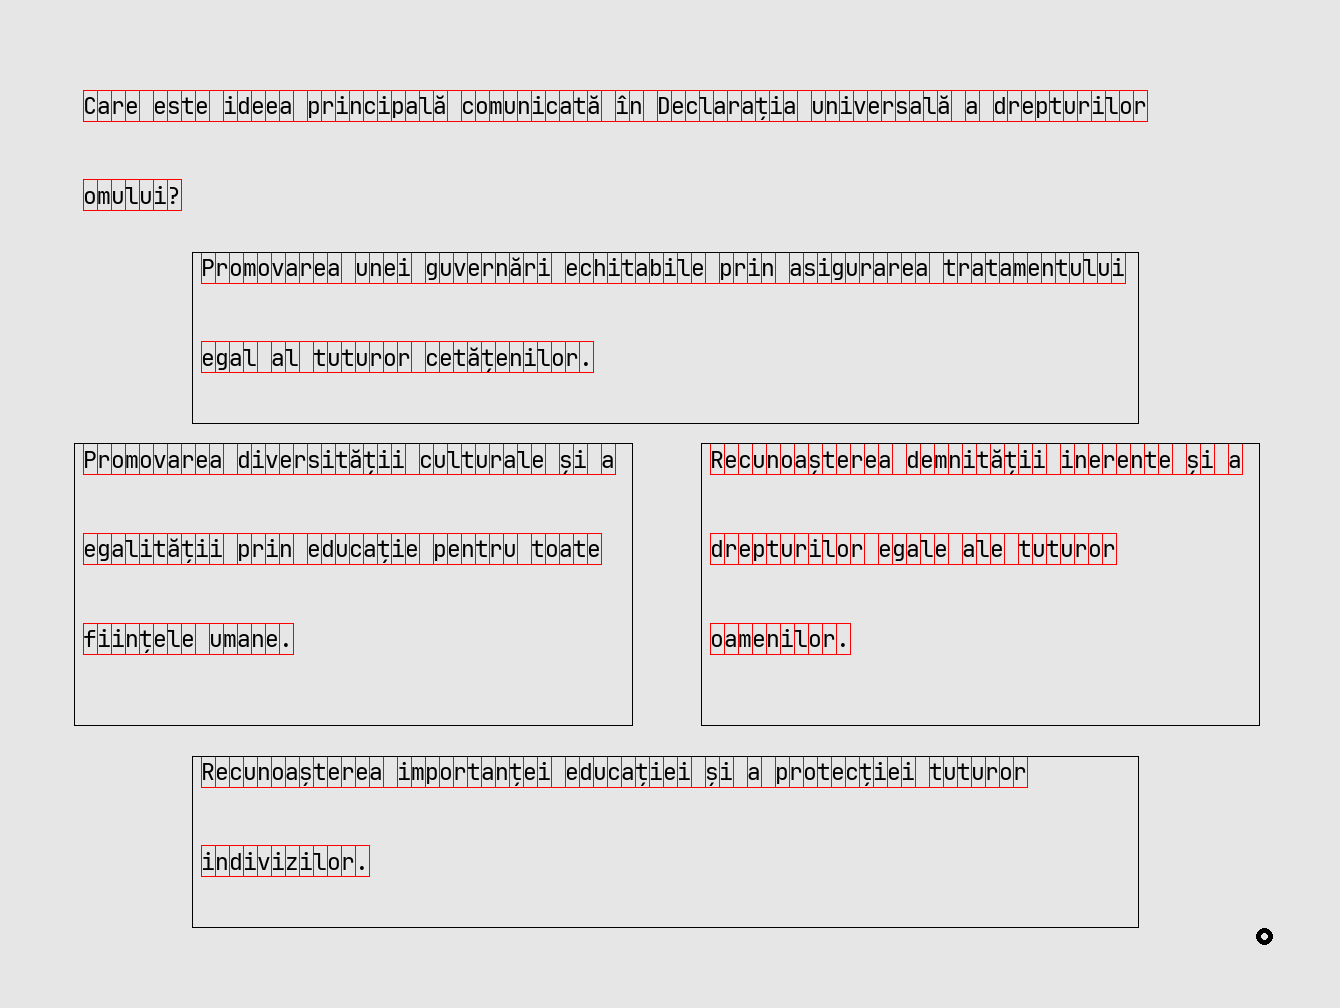 Care este ideea principală comunicată în Declarația universală a drepturilor
omului?
Promovarea unei guvernări echitabile prin asigurarea tratamentului
egal al tuturor cetățenilor.
Promovarea diversității culturale și a
egalității prin educație pentru toate
ființele umane.
Recunoașterea demnității inerente și a
drepturilor egale ale tuturor
oamenilor.
Recunoașterea importanței educației și a protecției tuturor
indivizilor.